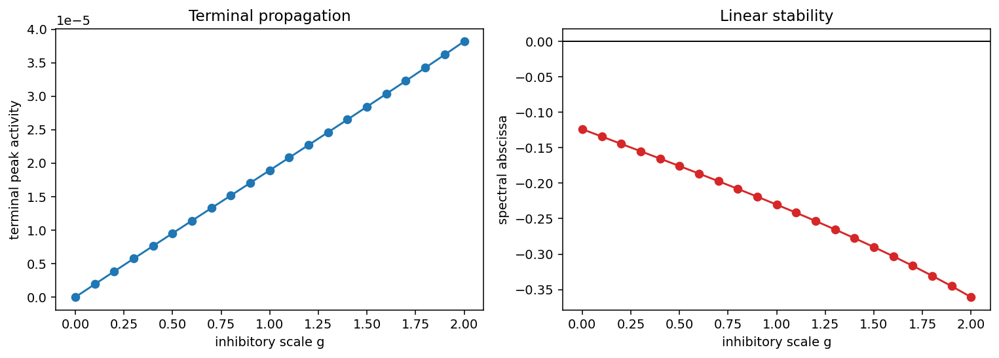 Terminal propagation
1e−5
4.0
3.5
3.0
2.5
2.0
1.5
1.0
0.5
0.0
terminal peak activity
0.00 0.25 0.50 0.75 1.00 1.25 1.50 1.75 2.00
inhibitory scale g
Linear stability
0.00
−0.05
−0.10
−0.15
−0.20
−0.25
−0.30
−0.35
spectral abscissa
0.00 0.25 0.50 0.75 1.00 1.25 1.50 1.75 2.00
inhibitory scale g